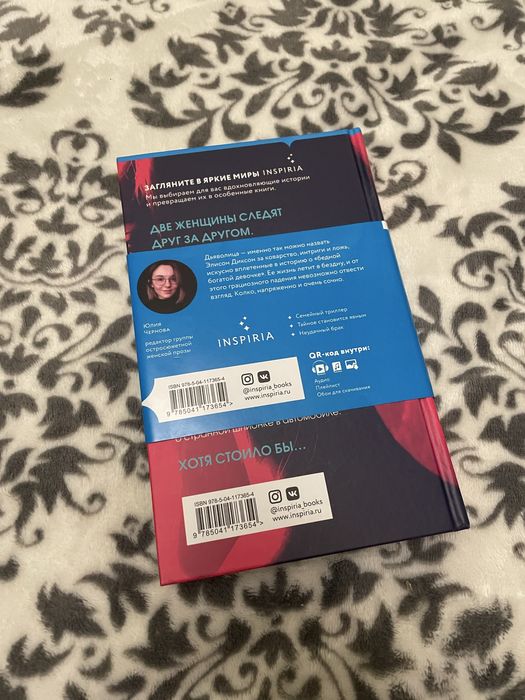 ЗАГЛЯНИТЕ В ЯРКИЕ МИРЫ INSPIRIA
Мы выбираем для вас вдохновляющие истории
и превращаем их в особенные книги.
ДВЕ ЖЕНЩИНЫ СЛЕДЯТ
ДРУГ ЗА ДРУГОМ.
Дьяволица – именно так можно назвать
Элисон Диксон за коварство, интриги и ложь,
искусно вплетенные в историю о «бедной
богатой девочке». Ее жизнь летит в бездну, и от
этого грациозного падения невозможно отвести
взгляд. Колко, напряженно и очень сочно.
Юлия
ЧЕРНОВА
редактор группы
остросюжетной
женской прозы
INSPIRIA
Семейный триллер
Тайное становится явным
Неудачный брак
QR-код внутри:
Аудио
Плейлист
Обои для скачивания
ISBN 978-5-04-117365-4
9 785041 173654 >
@inspiria_books
www.inspiria.ru
о странной шпионке в автомобиле.
ХОТЯ СТОИЛО БЫ...
ISBN 978-5-04-117365-4
9 785041 173654 >
@inspiria_books
www.inspiria.ru